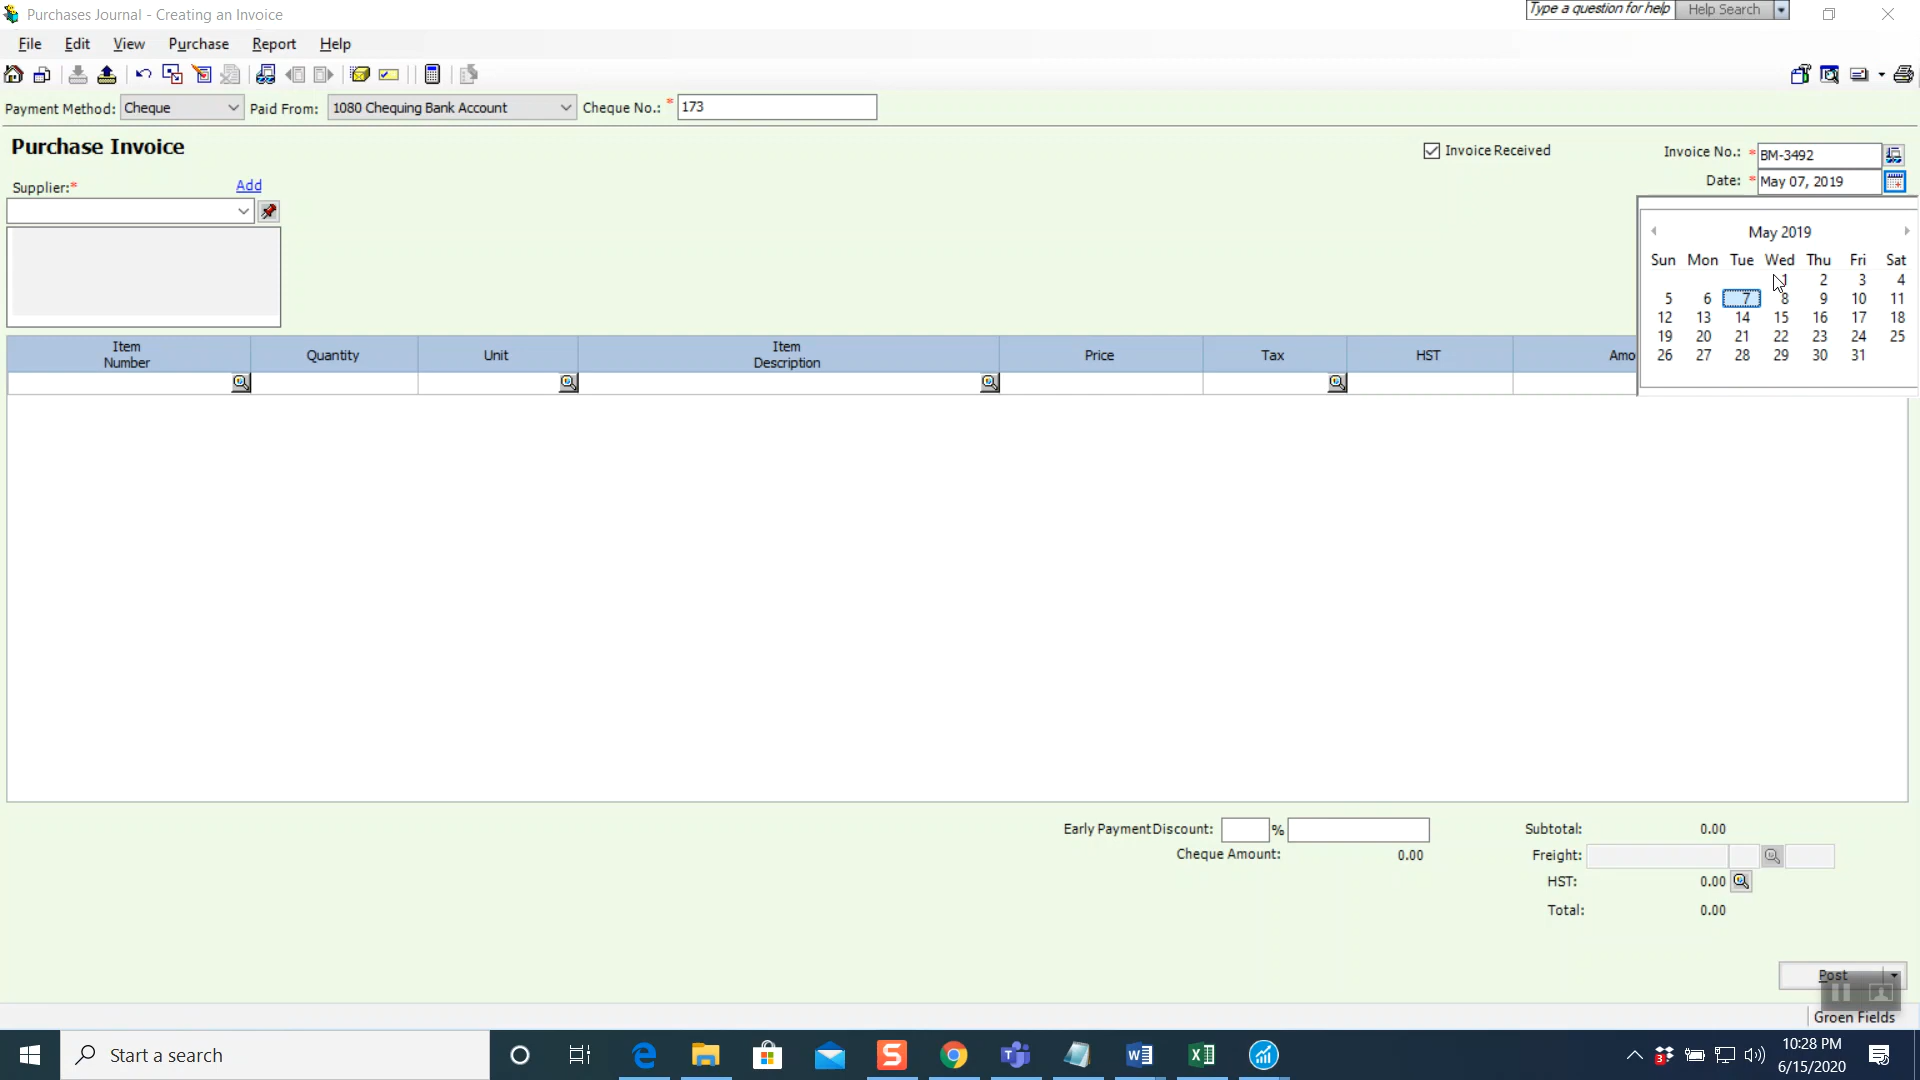 Purchases Journal - Creating an Invoice
Type a question for help Help Search
File Edit View Purchase Report Help
Payment Method: Cheque Paid From: 1080 Chequing Bank Account Cheque No.: * 173
Purchase Invoice
Invoice Received
Invoice No.: * BM-3492
Date: * May 07, 2019
Supplier:* Add
May 2019
Sun Mon Tue Wed Thu Fri Sat
1 2 3 4
5 6 7 8 9 10 11
12 13 14 15 16 17 18
19 20 21 22 23 24 25
26 27 28 29 30 31
Item Number Quantity Unit Item Description Price Tax HST Amo
Early Payment Discount: %
Cheque Amount: 0.00
Subtotal: 0.00
Freight:
HST: 0.00
Total: 0.00
Post
Groen Fields
Start a search
3
10:28 PM
6/15/2020